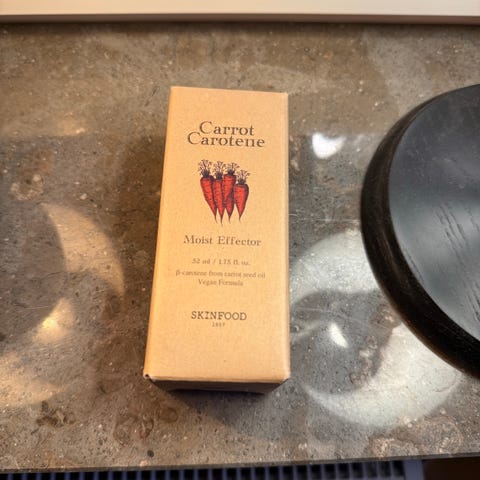 Carrot
Carotene
Moist Effector
52 ml / 1.75 fl. oz.
β-carotene from carrot seed oil
Vegan Formula
SKINFOOD
1957